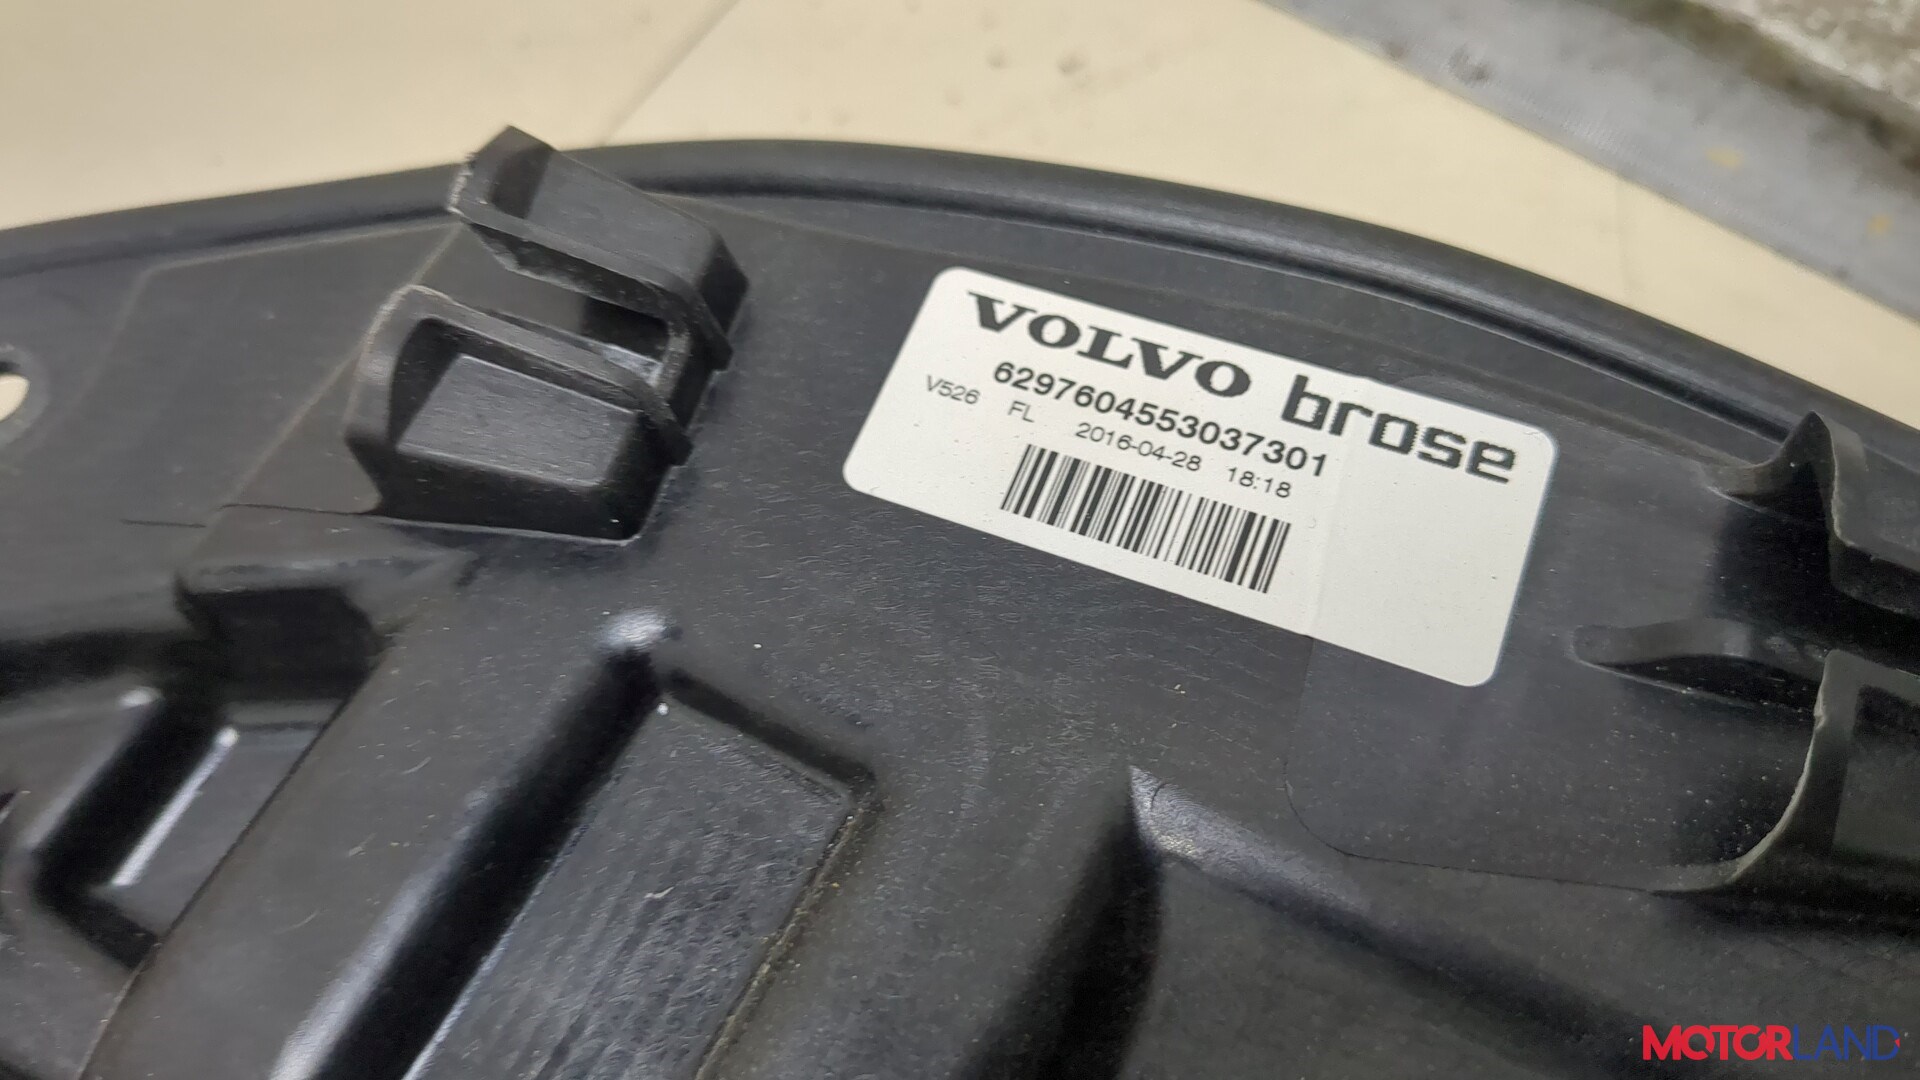 VOLVO brose
6297604553037301
V526 FL 2016-04-28 18:18
MOTORLAND